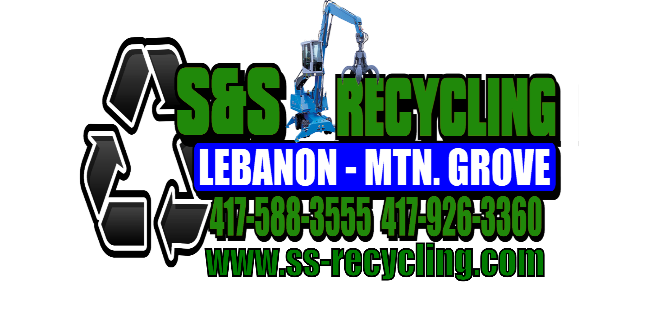 S&S RECYCLING
LEBANON - MTN. GROVE
417-588-3555 417-926-3360
www.ss-recycling.com